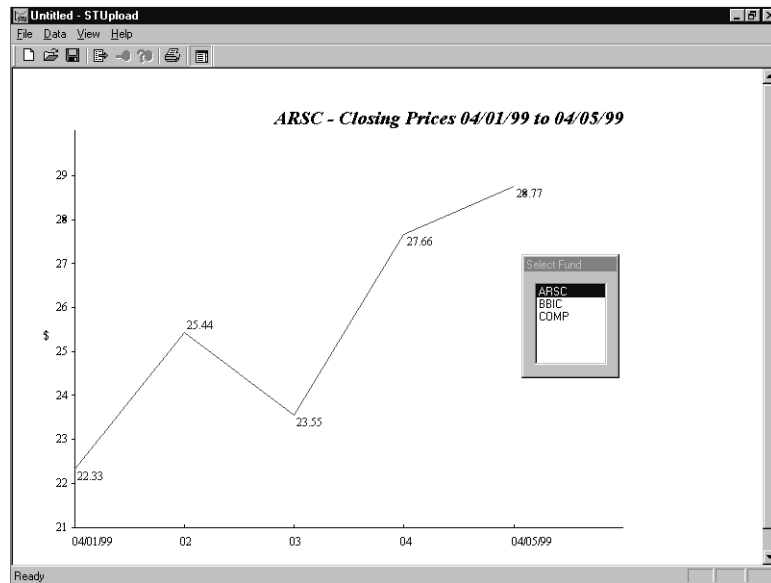 Untitled - STUpload
File Data View Help
ARSC - Closing Prices 04/01/99 to 04/05/99
29
28
27
26
$
25
24
23
22
21
22.33
25.44
23.55
27.66
28.77
04/01/99 02 03 04 04/05/99
Select Fund
ARSC
BBIC
COMP
Ready